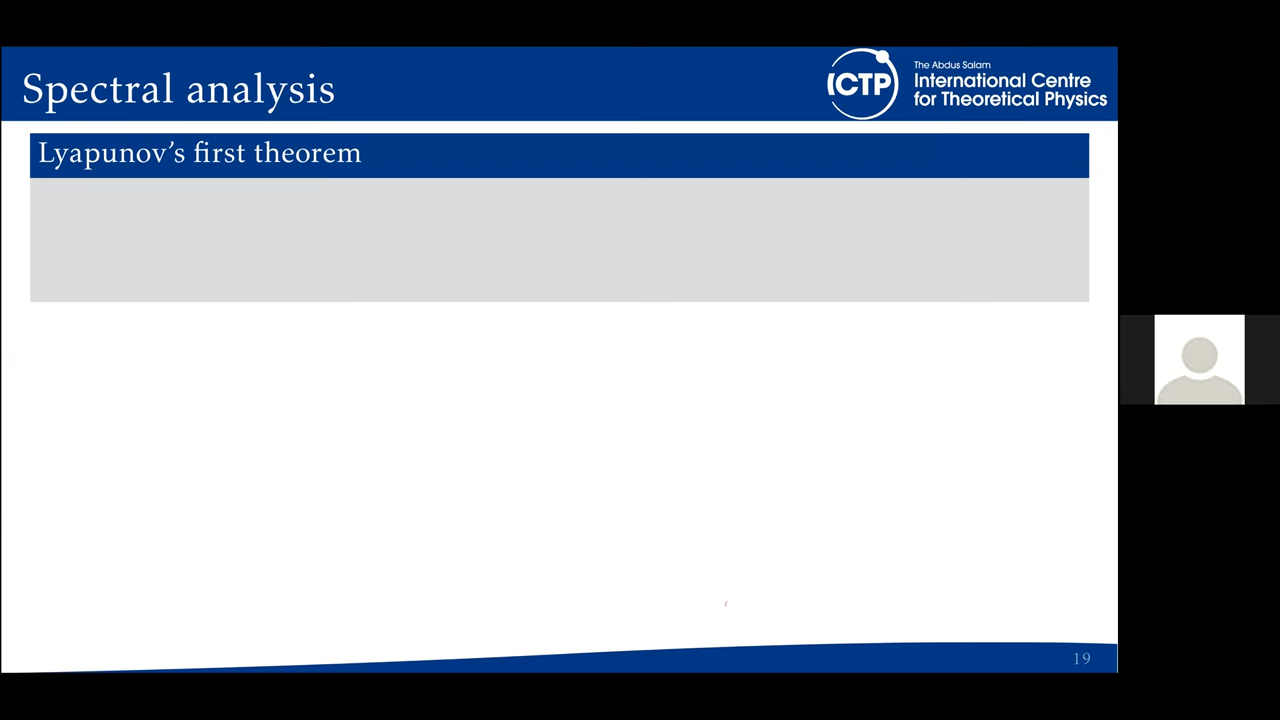 Spectral analysis
ICTP
The Abdus Salam
International Centre
for Theoretical Physics
Lyapunov’s first theorem
19